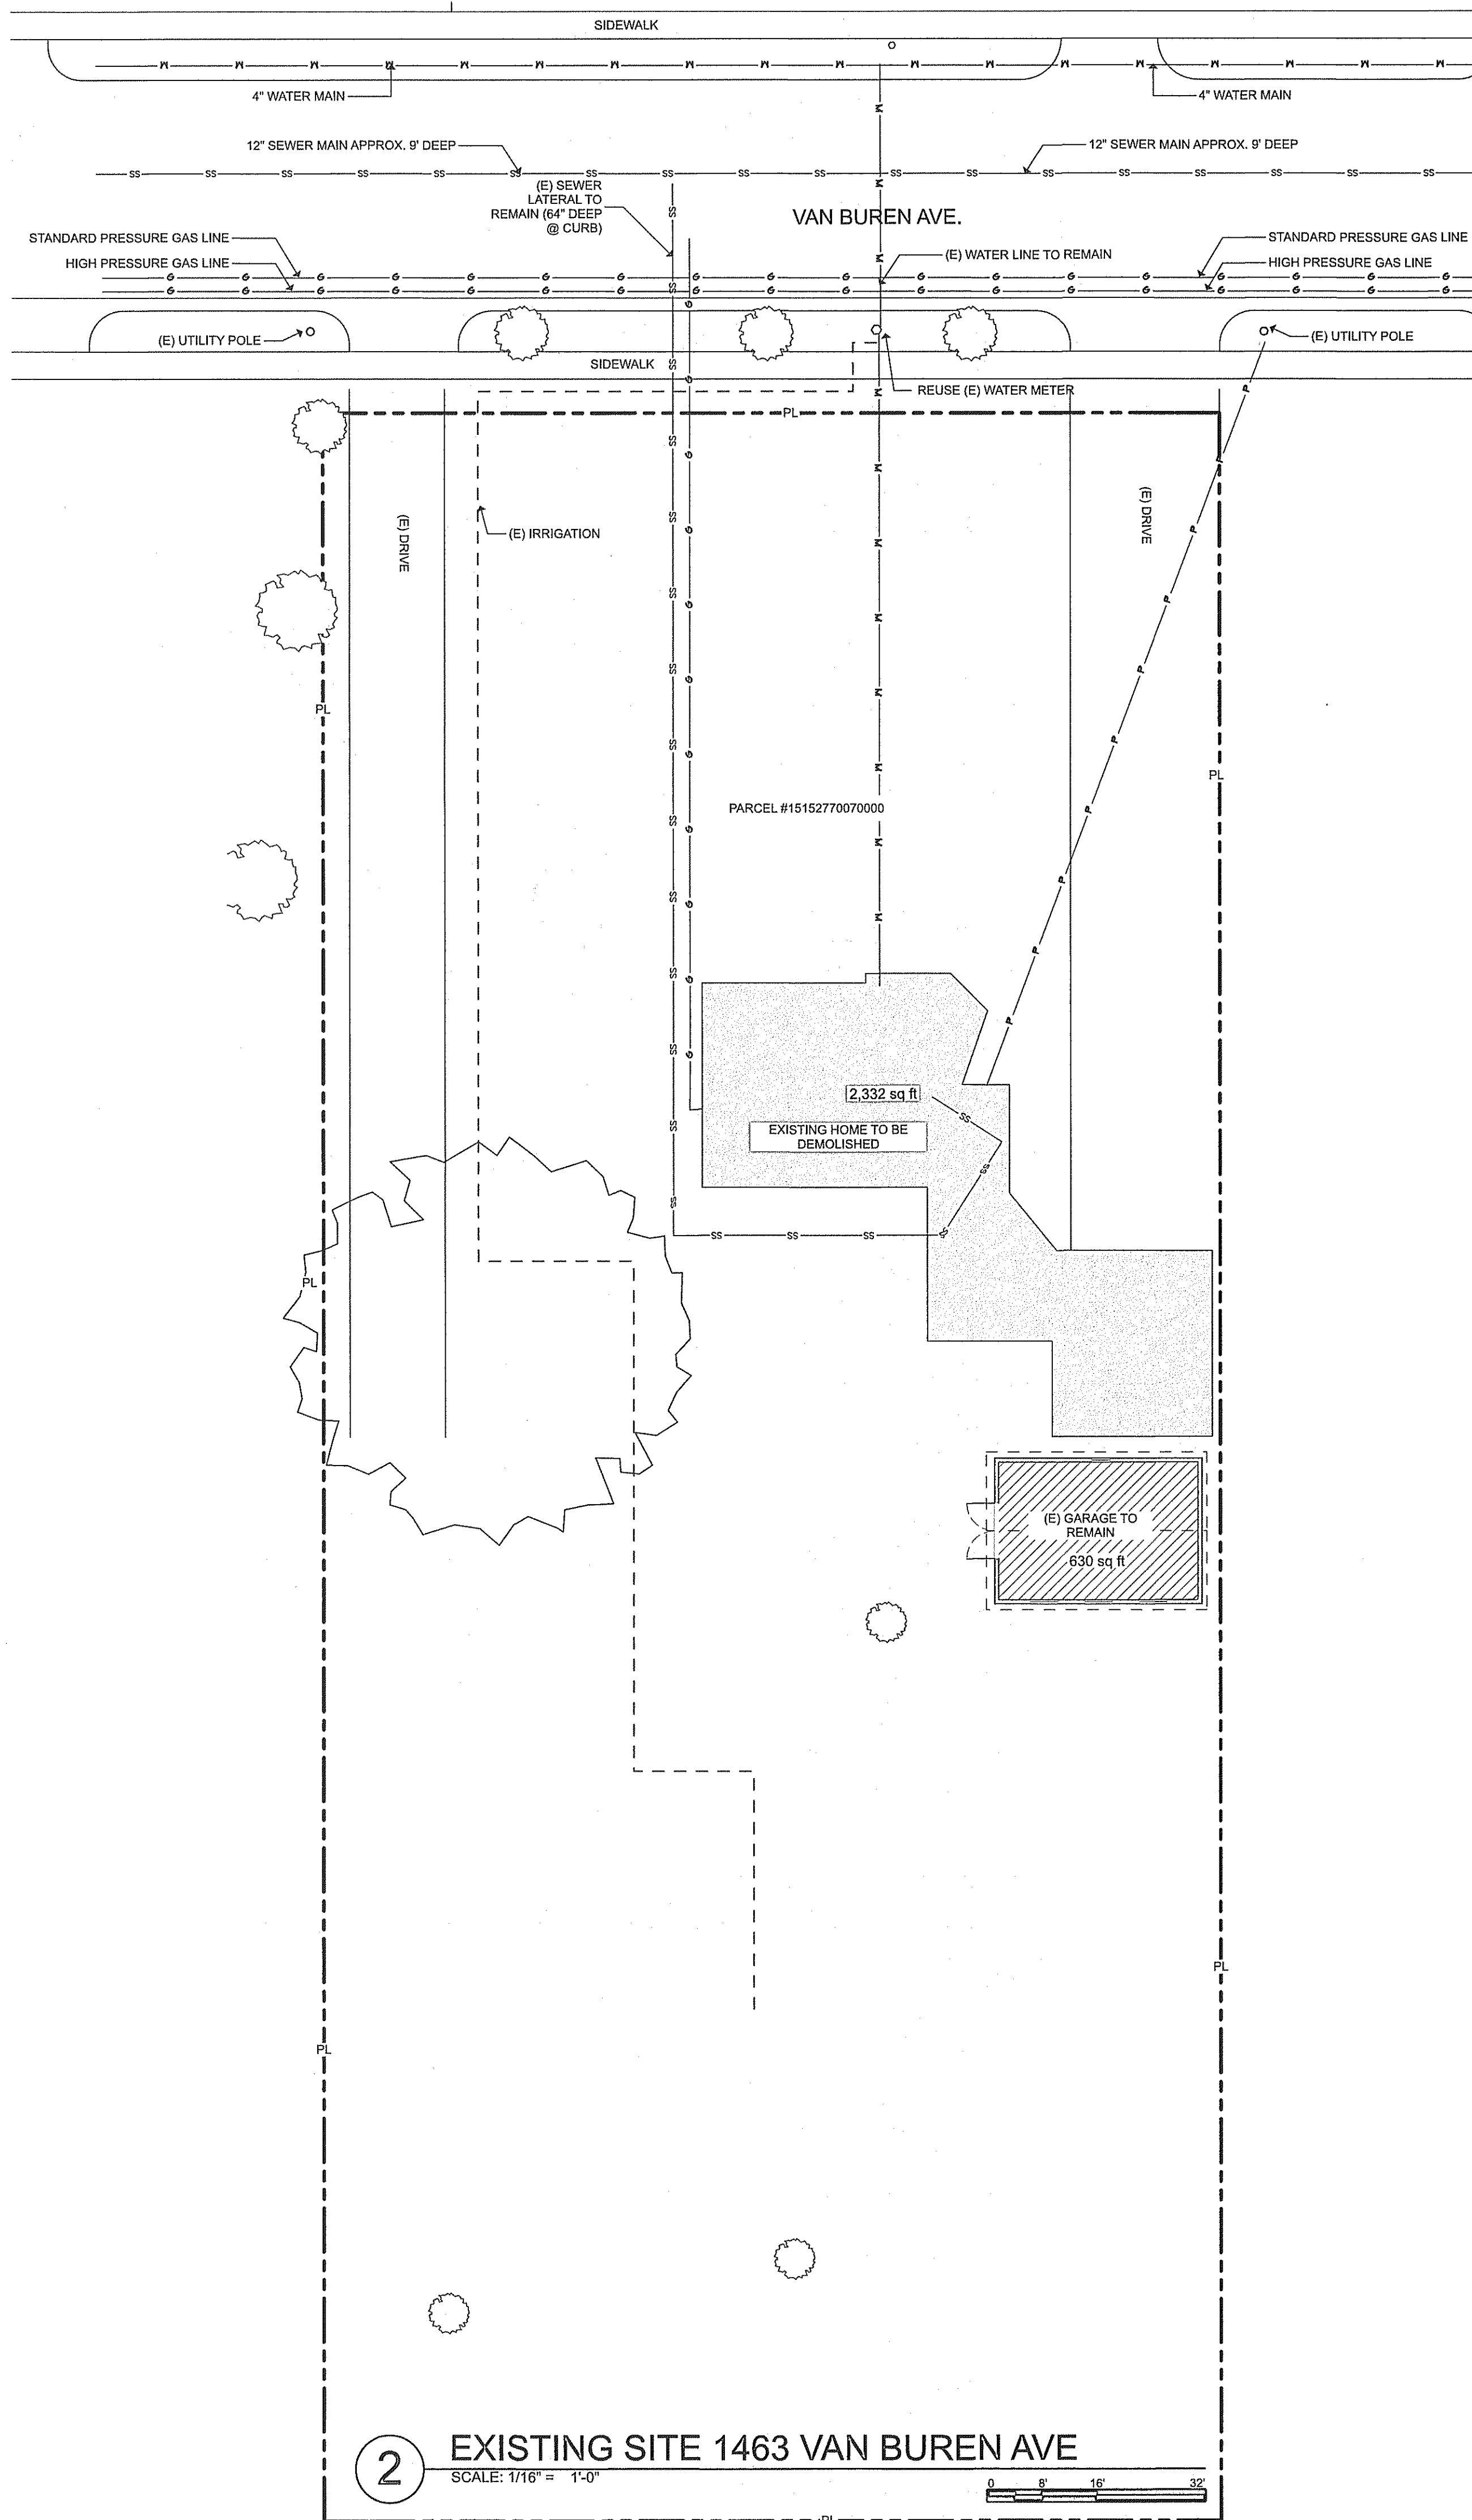 SIDEWALK
4" WATER MAIN
4" WATER MAIN
12" SEWER MAIN APPROX. 9' DEEP
12" SEWER MAIN APPROX. 9' DEEP
(E) SEWER
LATERAL TO
REMAIN (64" DEEP
@ CURB)
VAN BUREN AVE.
STANDARD PRESSURE GAS LINE
HIGH PRESSURE GAS LINE
(E) WATER LINE TO REMAIN
STANDARD PRESSURE GAS LINE
HIGH PRESSURE GAS LINE
(E) UTILITY POLE
(E) UTILITY POLE
SIDEWALK
REUSE (E) WATER METER
PL
(E) DRIVE
(E) IRRIGATION
(E) DRIVE
PL
PL
PARCEL #15152770070000
2,332 sq ft
EXISTING HOME TO BE
DEMOLISHED
PL
(E) GARAGE TO
REMAIN
630 sq ft
PL
PL
2
EXISTING SITE 1463 VAN BUREN AVE
SCALE: 1/16" = 1'-0"
0 8' 16' 32'
PL